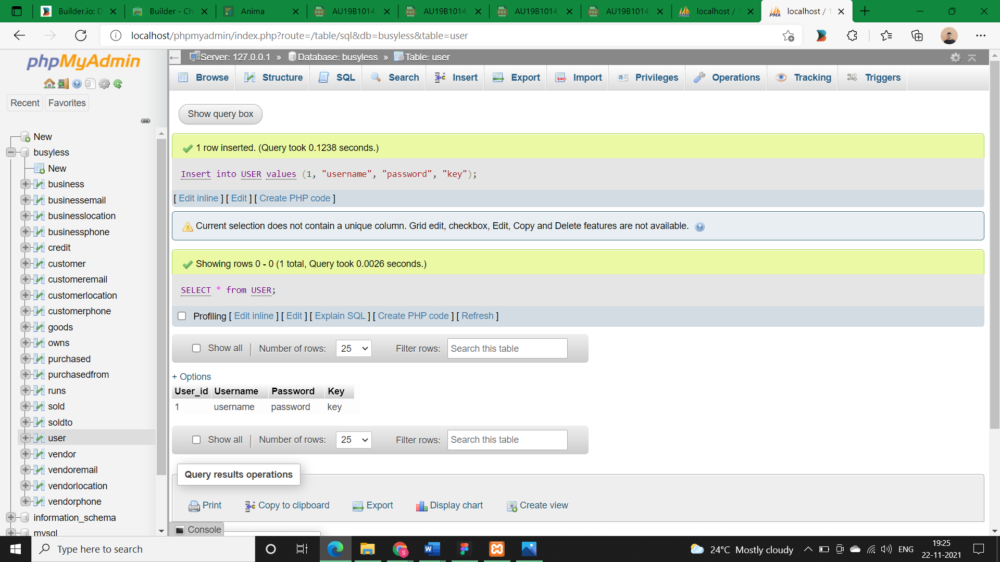 Builder.io: D
Builder - Ch
Anima
AU19B1014_
AU19B1014_
AU19B1014_
AU19B1014_
localhost / 1
localhost / 1
localhost/phpmyadmin/index.php?route=/table/sql&db=busyless&table=user
phpMyAdmin
Recent Favorites
New
busyless
New
business
businessemail
businesslocation
businessphone
credit
customer
customeremail
customerlocation
customerphone
goods
owns
purchased
purchasedfrom
runs
sold
soldto
user
vendor
vendoremail
vendorlocation
vendorphone
information_schema
mysql
Server: 127.0.0.1 » Database: busyless » Table: user
Browse Structure SQL Search Insert Export Import Privileges Operations Tracking Triggers
Show query box
1 row inserted. (Query took 0.1238 seconds.)
Insert into USER values (1, "username", "password", "key");
[ Edit inline ] [ Edit ] [ Create PHP code ]
Current selection does not contain a unique column. Grid edit, checkbox, Edit, Copy and Delete features are not available.
Showing rows 0 - 0 (1 total, Query took 0.0026 seconds.)
SELECT * from USER;
Profiling [ Edit inline ] [ Edit ] [ Explain SQL ] [ Create PHP code ] [ Refresh ]
Show all | Number of rows: 25 Filter rows: Search this table
+ Options
User_id Username Password Key
1 username password key
Show all | Number of rows: 25 Filter rows: Search this table
Query results operations
Print Copy to clipboard Export Display chart Create view
Console
Type here to search
24°C Mostly cloudy
ENG
19:25
22-11-2021